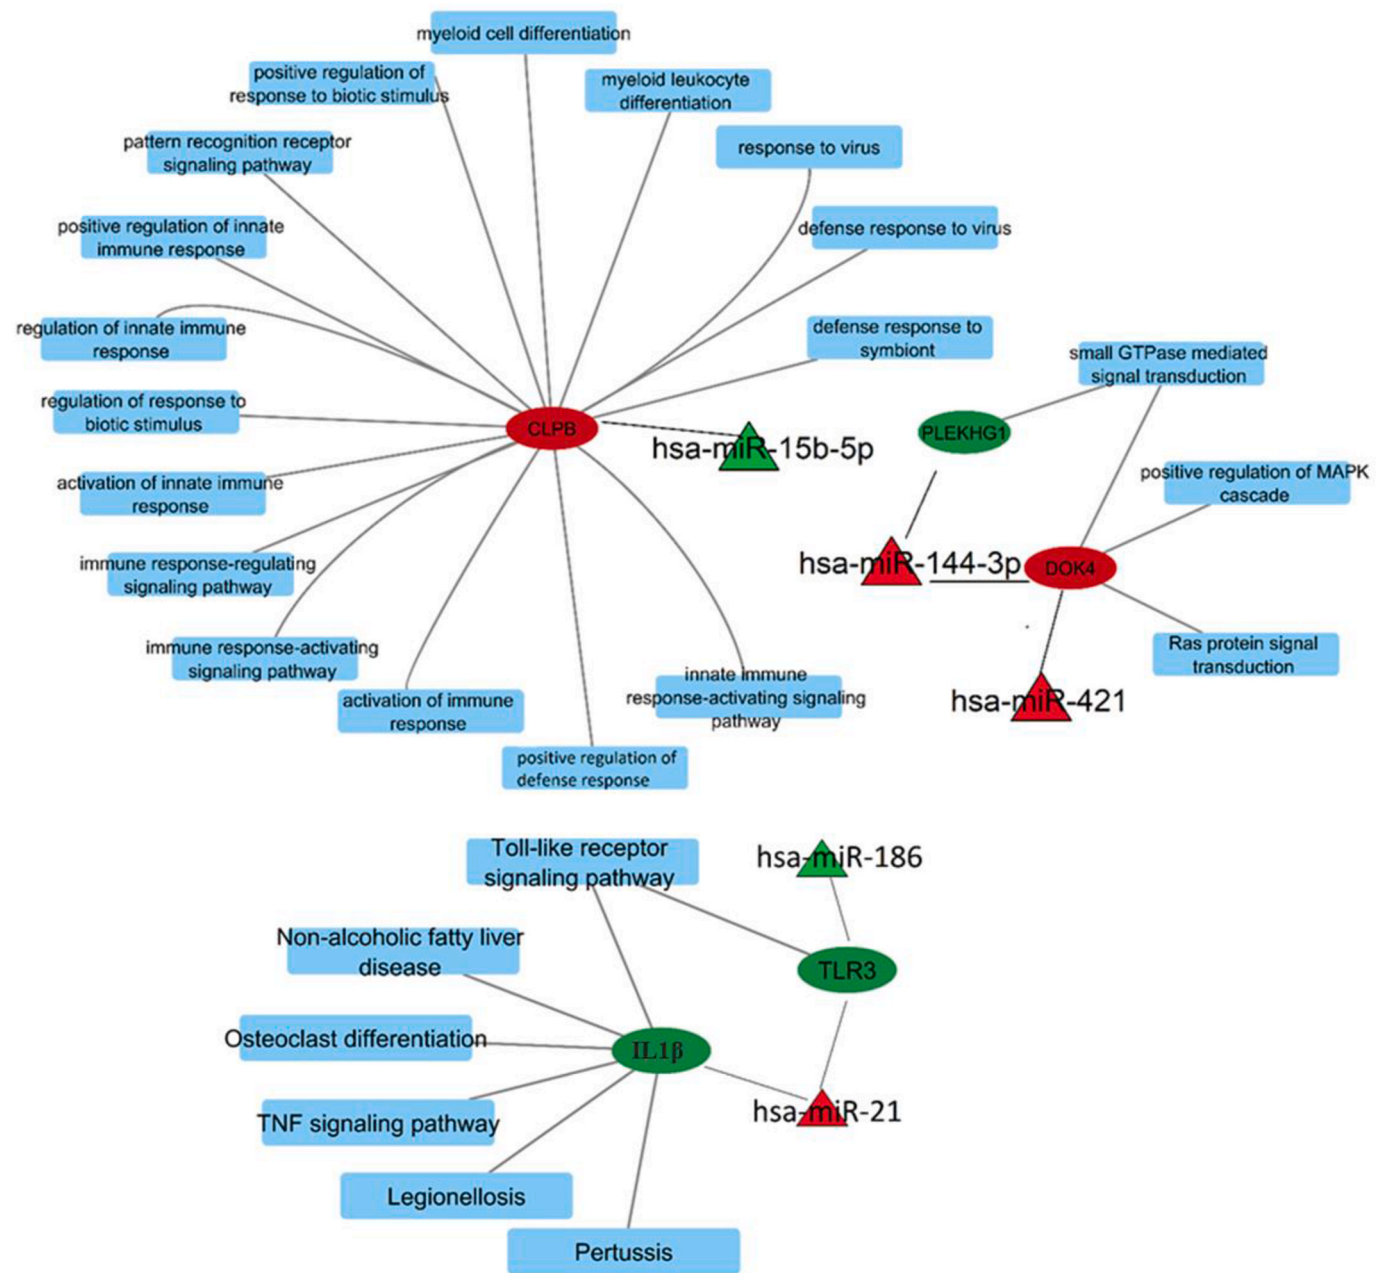 myeloid cell differentiation
positive regulation of
response to biotic stimulus
myeloid leukocyte
differentiation
pattern recognition receptor
signaling pathway
response to virus
positive regulation of innate
immune response
defense response to virus
regulation of innate immune
response
defense response to
symbiont
small GTPase mediated
signal transduction
regulation of response to
biotic stimulus
CLPB
hsa-miR-15b-5p
PLEKHG1
activation of innate immune
response
positive regulation of MAPK
cascade
immune response-regulating
signaling pathway
hsa-miR-144-3p
DOK4
immune response-activating
signaling pathway
Ras protein signal
transduction
activation of immune
response
innate immune
response-activating signaling
pathway
hsa-miR-421
positive regulation of
defense response
Toll-like receptor
signaling pathway
hsa-miR-186
Non-alcoholic fatty liver
disease
TLR3
Osteoclast differentiation
IL1β
TNF signaling pathway
hsa-miR-21
Legionellosis
Pertussis